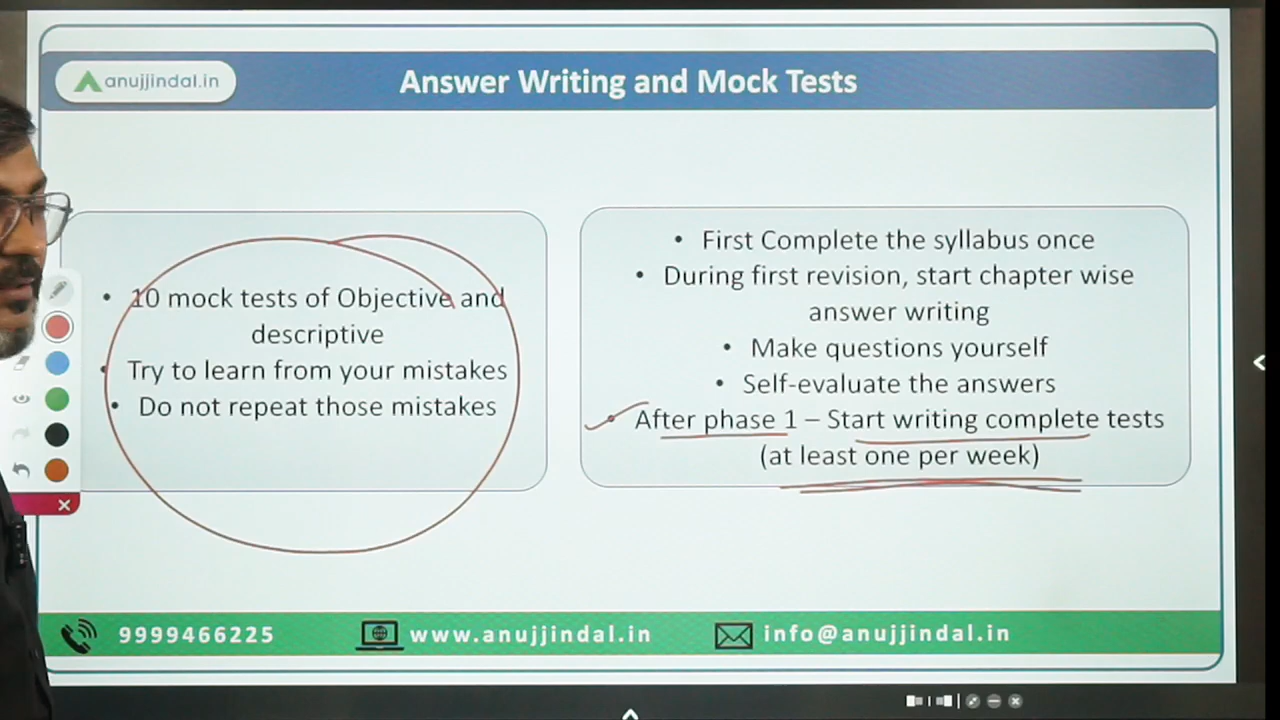 anujjindal.in
Answer Writing and Mock Tests
• 10 mock tests of Objective and
descriptive
• Try to learn from your mistakes
• Do not repeat those mistakes
• First Complete the syllabus once
• During first revision, start chapter wise
answer writing
• Make questions yourself
• Self-evaluate the answers
• After phase 1 – Start writing complete tests
(at least one per week)
9999466225
www.anujjindal.in
info@anujjindal.in